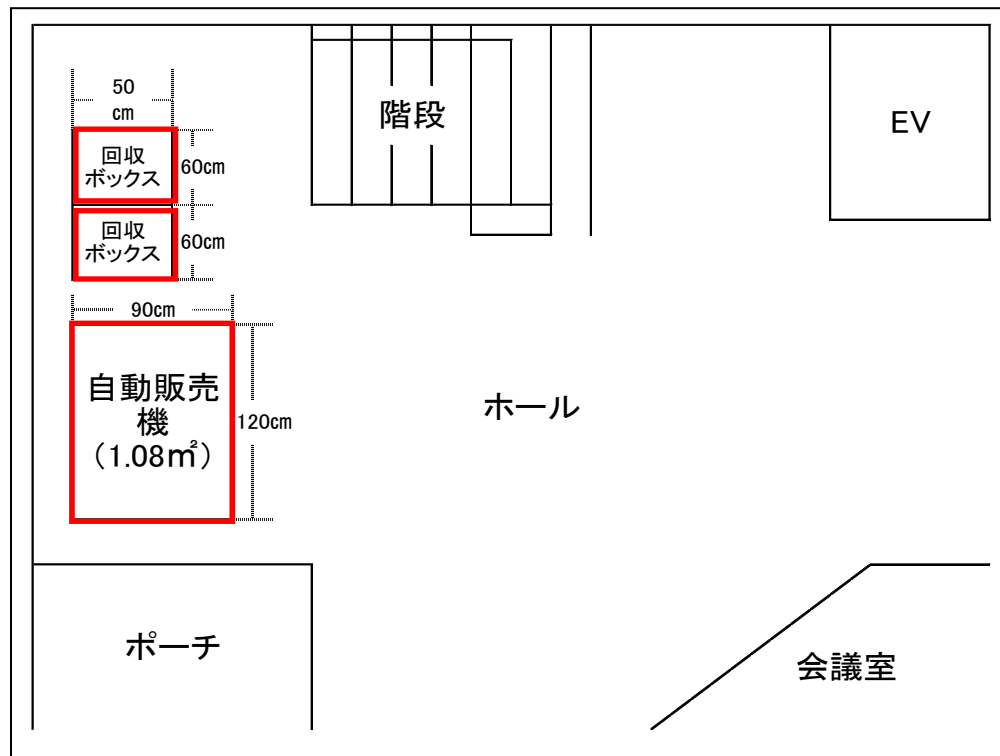 50
cm
階段
EV
回収
ボックス
60cm
回収
ボックス
60cm
90cm
自動販売
機
（1.08㎡）
120cm
ホール
ポーチ
会議室